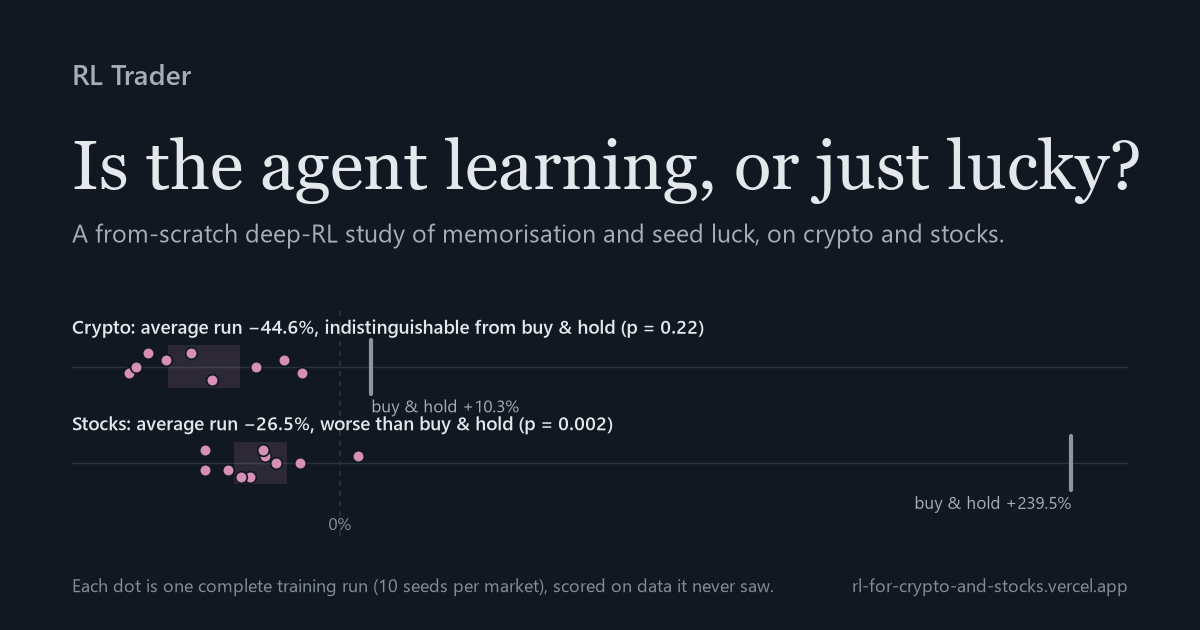 RL Trader
Is the agent learning, or just lucky?
A from-scratch deep-RL study of memorisation and seed luck, on crypto and stocks.
Crypto: average run −44.6%, indistinguishable from buy & hold (p = 0.22)
buy & hold +10.3%
Stocks: average run −26.5%, worse than buy & hold (p = 0.002)
buy & hold +239.5%
0%
Each dot is one complete training run (10 seeds per market), scored on data it never saw.
rl-for-crypto-and-stocks.vercel.app